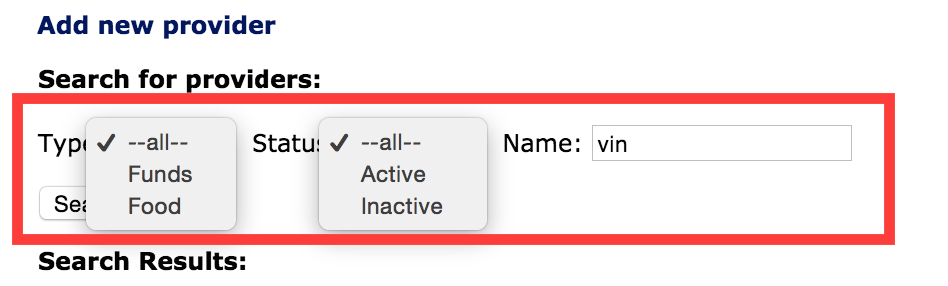 Add new provider
Search for providers:
Type ✓ --all-- Status ✓ --all-- Name: vin
Funds Active
Food Inactive
Sea
Search Results: